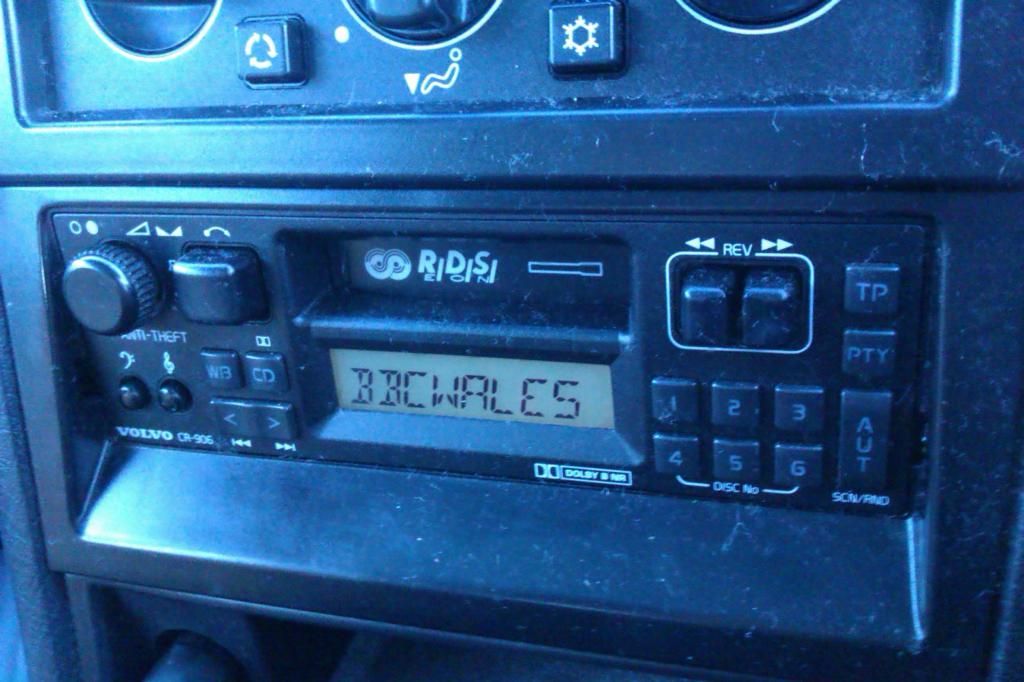 R/D/S/
EON
REV
TP
ANTI-THEFT
PTY
WB CD
BBCWALES
1 2 3
< >
AUT
VOLVO CR-906
4 5 6
DOLBY B NR
DISC No
SCN/RND